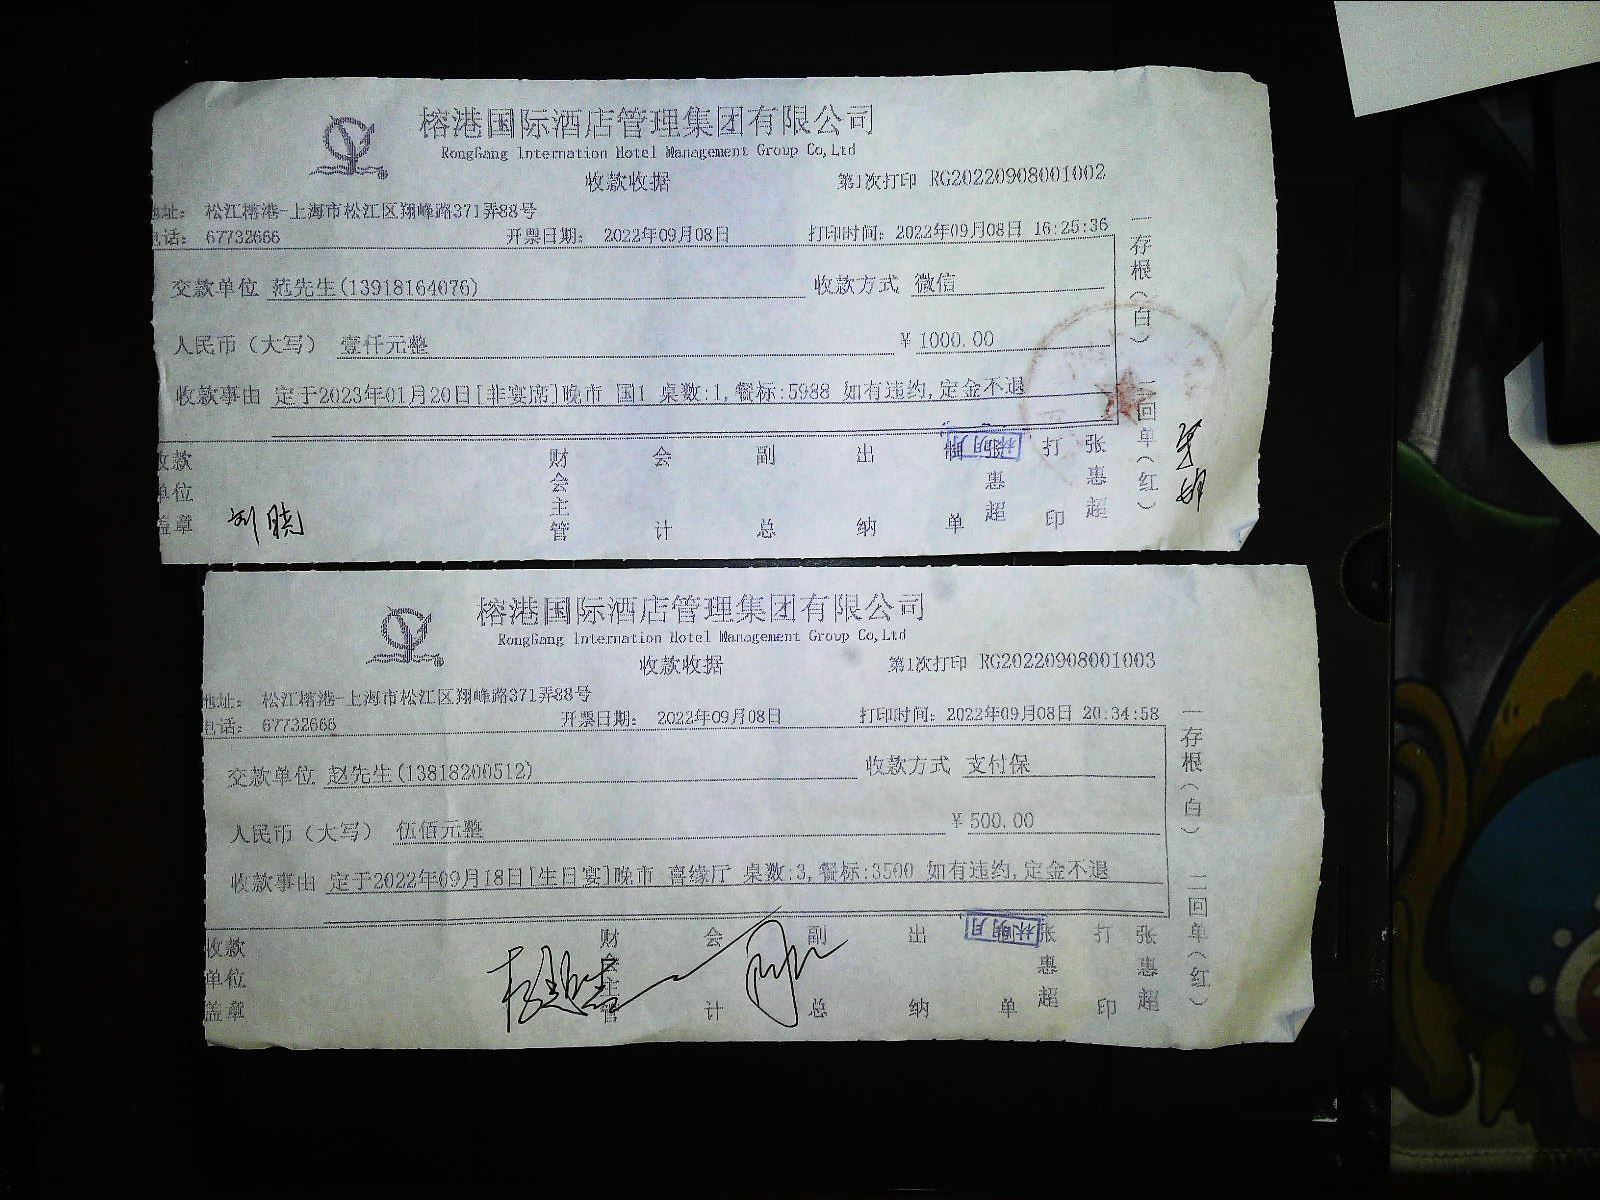 榕港国际酒店管理集团有限公司
RongGang Internation Hotel Management Group Co,Ltd
收款收据
第1次打印 RG20220908001002
地址： 松江榕港-上海市松江区翔峰路371弄88号
电话： 67732666
开票日期： 2022年09月08日
打印时间： 2022年09月08日 16:25:36
交款单位 范先生(13918164076)
收款方式 微信
人民币（大写） 壹仟元整
¥ 1000.00
收款事由 定于2023年01月20日[非宴席]晚市 国1 桌数:1,餐标:5988 如有违约,定金不退
收款单位盖章
刘晓
财会主管
会计
副总
出纳
制单
张惠超
打印
张惠超
林明月
一存根（白）
二回单（红）
榕港国际酒店管理集团有限公司
RongGang Internation Hotel Management Group Co,Ltd
收款收据
第1次打印 RG20220908001003
地址： 松江榕港-上海市松江区翔峰路371弄88号
电话： 67732666
开票日期： 2022年09月08日
打印时间： 2022年09月08日 20:34:58
交款单位 赵先生(13818200512)
收款方式 支付保
人民币（大写） 伍佰元整
¥ 500.00
收款事由 定于2022年09月18日[生日宴]晚市 喜缘厅 桌数:3,餐标:3500 如有违约,定金不退
收款单位盖章
财会主管
会计
副总
出纳
单
张惠超
打印
张惠超
林明月
一存根（白）
二回单（红）